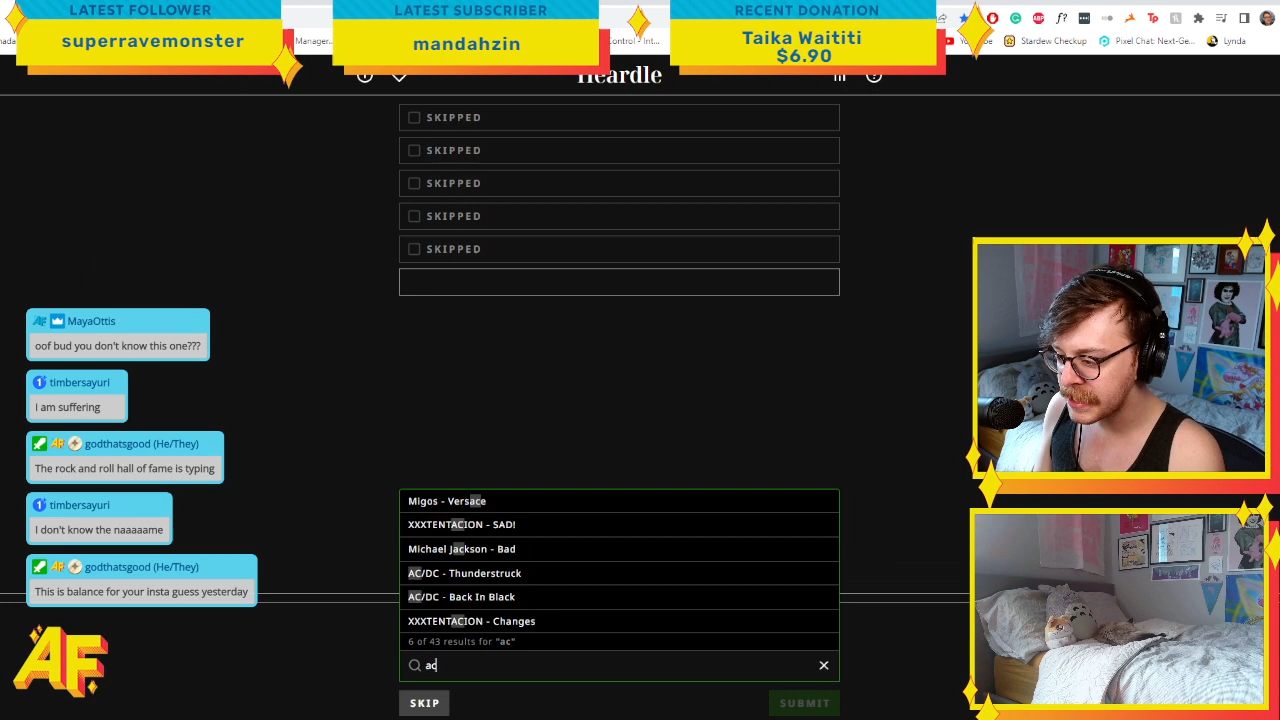 LATEST FOLLOWER
superravemonster
LATEST SUBSCRIBER
mandahzin
RECENT DONATION
Taika Waititi
$6.90
Manager...
ontrol - Int...
Stardew Checkup
Pixel Chat: Next-Ge...
Lynda
Heardle
SKIPPED
SKIPPED
SKIPPED
SKIPPED
SKIPPED
MayaOttis
oof bud you don't know this one???
timbersayuri
I am suffering
godthatsgood (He/They)
The rock and roll hall of fame is typing
timbersayuri
I don't know the naaaaame
godthatsgood (He/They)
This is balance for your insta guess yesterday
AF
Migos - Versace
XXXTENTACION - SAD!
Michael Jackson - Bad
AC/DC - Thunderstruck
AC/DC - Back In Black
XXXTENTACION - Changes
6 of 43 results for "ac"
ac
SKIP
SUBMIT